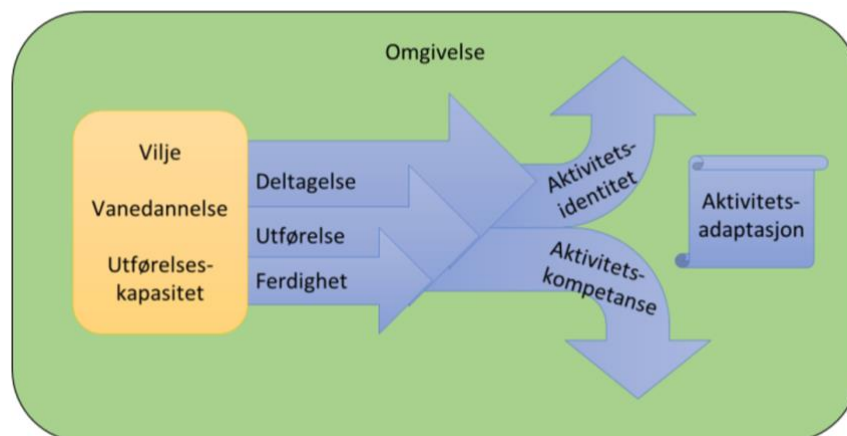 Omgivelse
Vilje
Vanedannelse
Utførelses-
kapasitet
Deltagelse
Utførelse
Ferdighet
Aktivitets-
identitet
Aktivitets-
kompetanse
Aktivitets-
adaptasjon